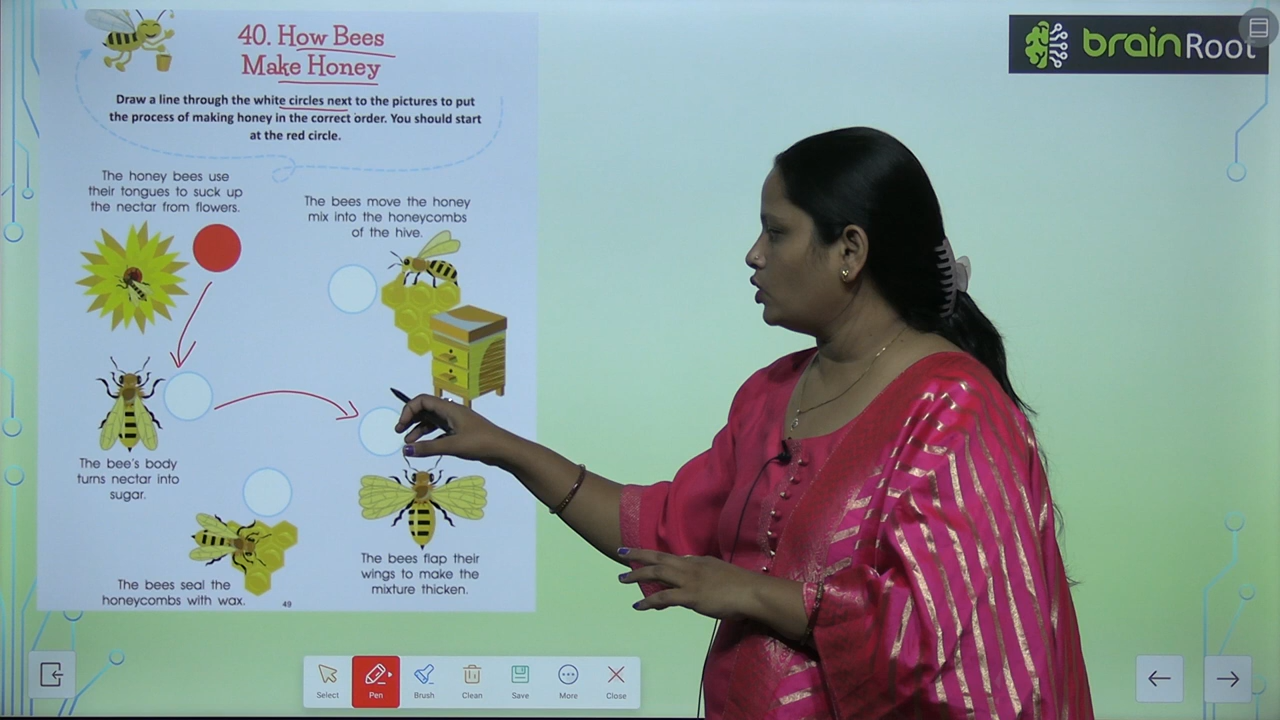 40. How Bees
Make Honey
brainRoot
Draw a line through the white circles next to the pictures to put
the process of making honey in the correct order. You should start
at the red circle.
The honey bees use
their tongues to suck up
the nectar from flowers.
The bees move the honey
mix into the honeycombs
of the hive.
The bee's body
turns nectar into
sugar.
The bees flap their
wings to make the
mixture thicken.
The bees seal the
honeycombs with wax.
49
Select
Pen
Brush
Clean
Save
More
Close